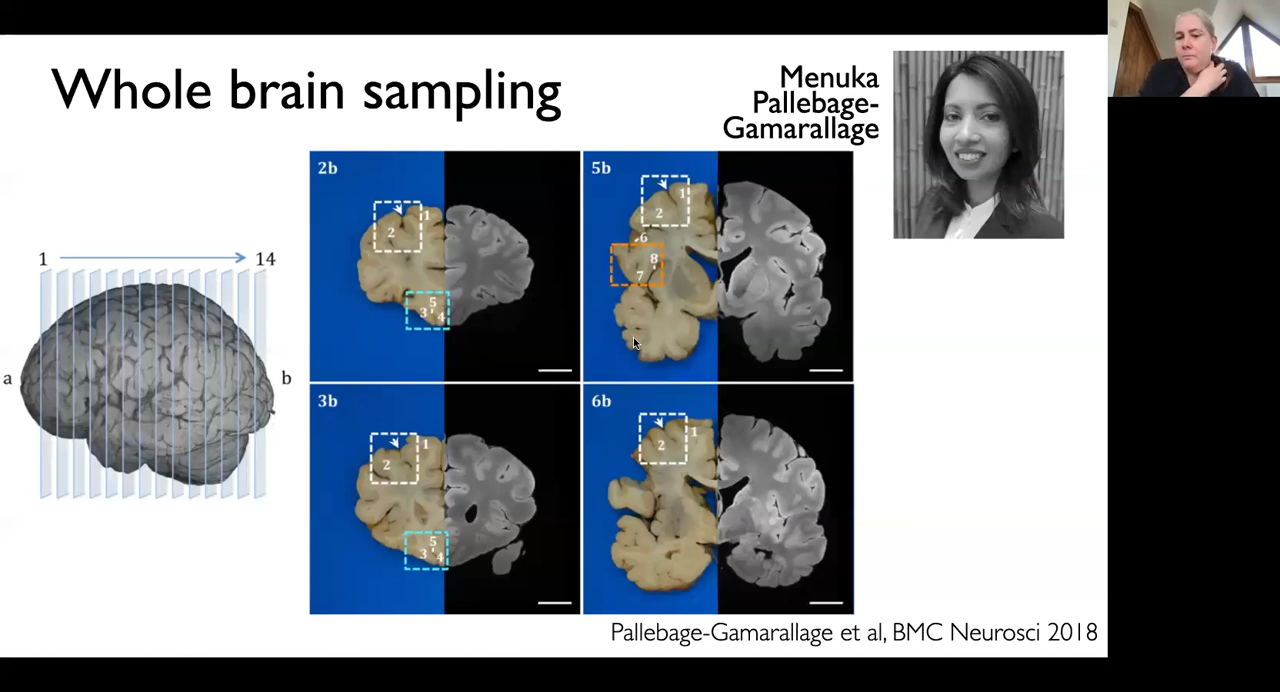 Whole brain sampling
Menuka
Pallebage-
Gamarallage
1
14
a
b
2b
1
2
5
3
4
5b
1
2
6
8
7
3b
1
2
5
3
4
6b
1
2
Pallebage-Gamarallage et al, BMC Neurosci 2018